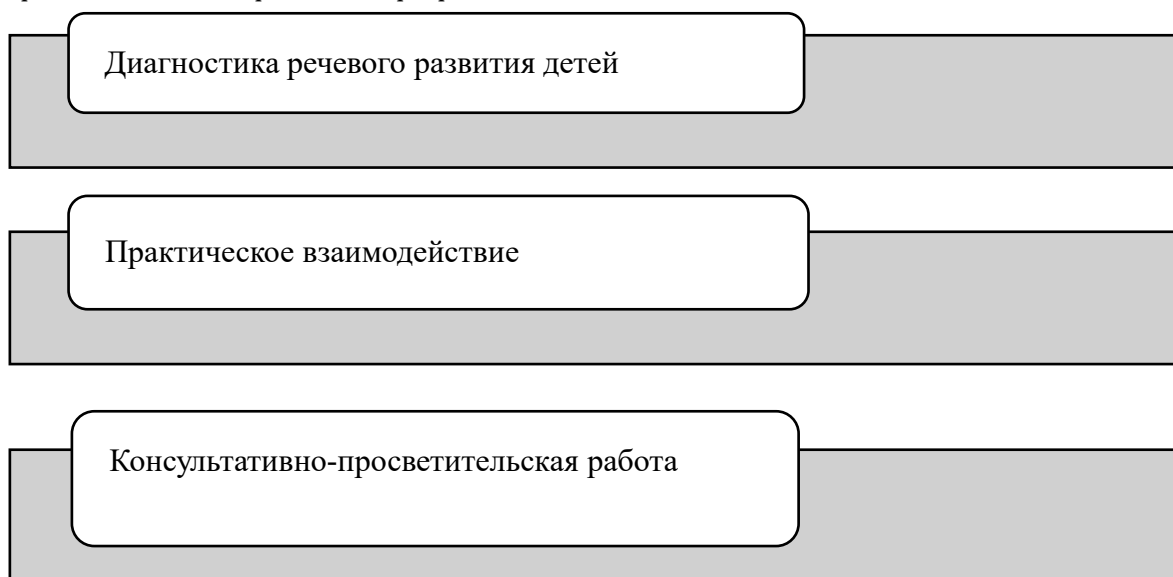 Диагностика речевого развития детей
Практическое взаимодействие
Консультативно-просветительская работа